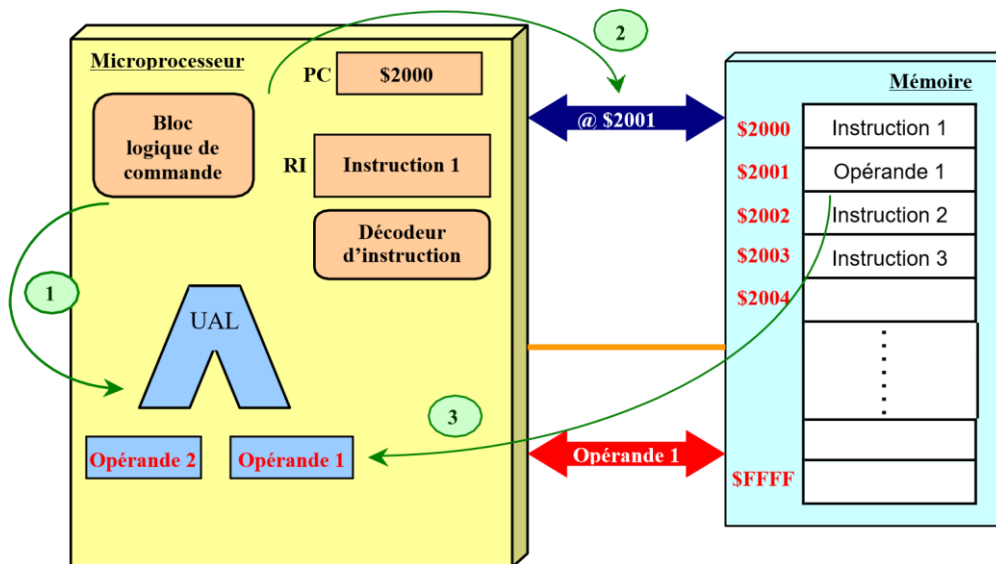 Microprocesseur
PC
$2000
2
Bloc
logique de
commande
RI
Instruction 1
Décodeur
d'instruction
1
UAL
3
Opérande 2
Opérande 1
@ $2001
Opérande 1
Mémoire
$2000
Instruction 1
$2001
Opérande 1
$2002
Instruction 2
$2003
Instruction 3
$2004
$FFFF